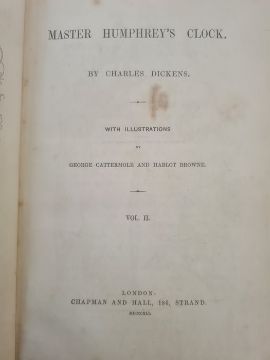 MASTER HUMPHREY'S CLOCK.
BY CHARLES DICKENS.
WITH ILLUSTRATIONS
BY
GEORGE CATTERMOLE AND HABLOT BROWNE.
VOL. II.
LONDON:
CHAPMAN AND HALL, 186, STRAND.
MDCCCXLI.